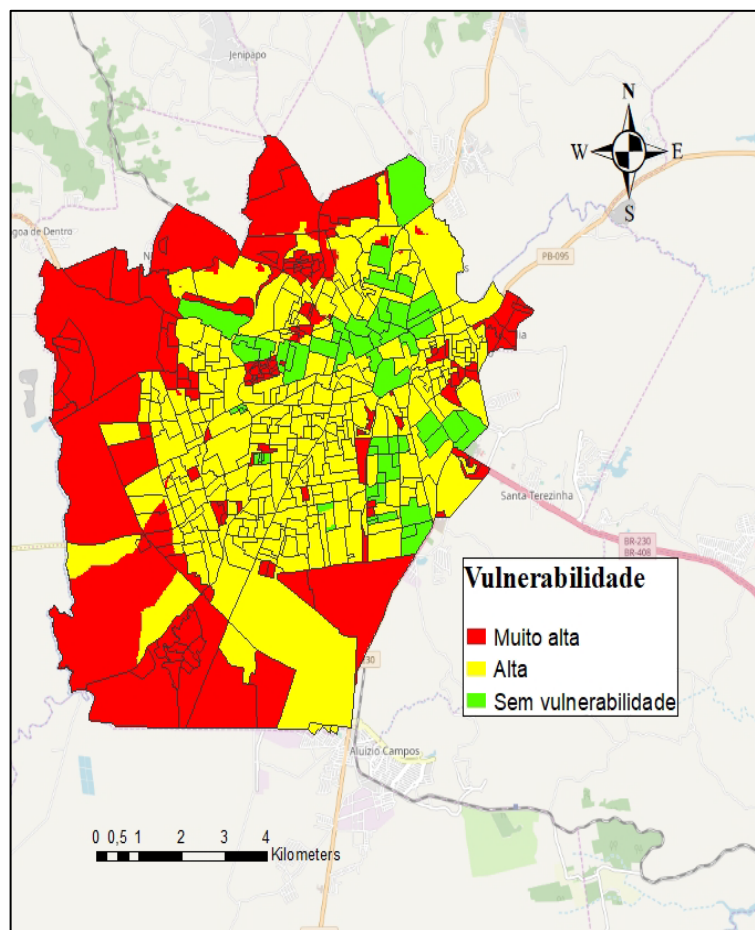 Jenipapo
N
W E
S
goa de Dentro
PB-095
Santa Terezinha
BR-230
BR-408
Vulnerabilidade
Muito alta
Alta
Sem vulnerabilidade
230
Aluízio Campos
0 0,5 1 2 3 4
Kilometers